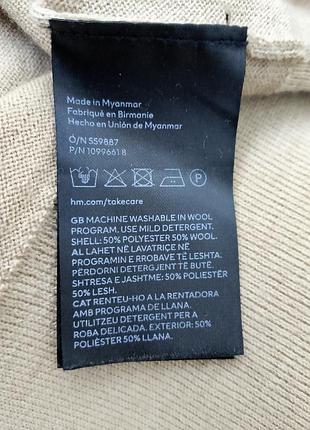 Made in Myanmar
Fabriqué en Birmanie
Hecho en Unión de Myanmar
O/N 559887
P/N 1099661 8
P
hm.com/takecare
GB MACHINE WASHABLE IN WOOL
PROGRAM. USE MILD DETERGENT.
SHELL: 50% POLYESTER 50% WOOL.
AL LAHET NË LAVATRIÇE NË
PROGRAMIN E RROBAVE TË LESHTA.
PËRDORNI DETERGJENT TË BUTË.
SHTRESA E JASHTME: 50% POLIESTËR
50% LESH.
CAT RENTEU-HO A LA RENTADORA
AMB PROGRAMA DE LLANA.
UTILITZEU DETERGENT PER A
ROBA DELICADA. EXTERIOR: 50%
POLIÈSTER 50% LLANA.